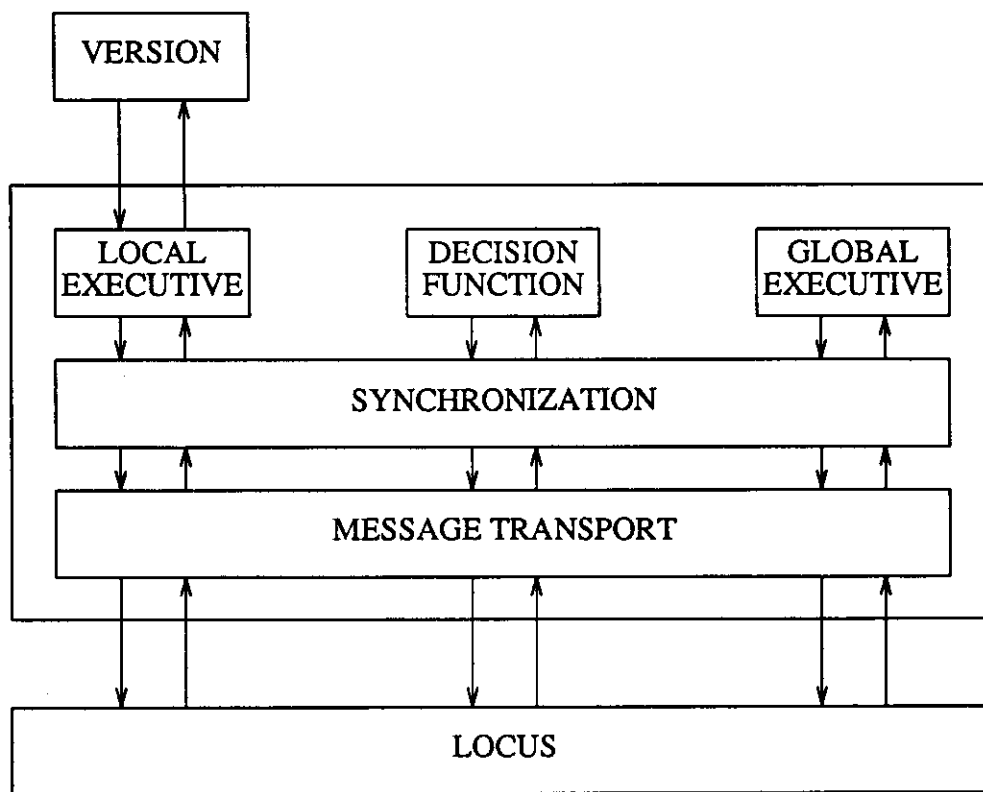 VERSION
LOCAL
EXECUTIVE
DECISION
FUNCTION
GLOBAL
EXECUTIVE
SYNCHRONIZATION
MESSAGE TRANSPORT
LOCUS